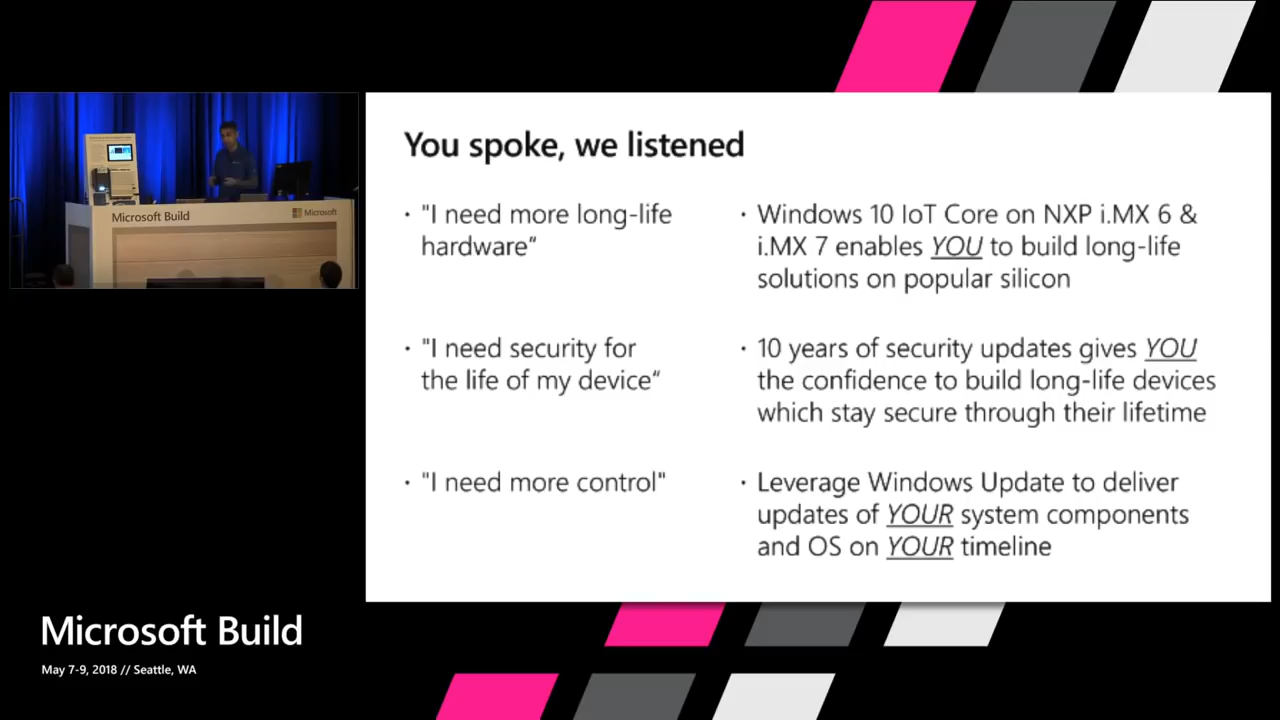 Microsoft Build
Microsoft
You spoke, we listened
· "I need more long-life
hardware“
· Windows 10 IoT Core on NXP i.MX 6 &
i.MX 7 enables YOU to build long-life
solutions on popular silicon
· "I need security for
the life of my device“
· 10 years of security updates gives YOU
the confidence to build long-life devices
which stay secure through their lifetime
· "I need more control"
· Leverage Windows Update to deliver
updates of YOUR system components
and OS on YOUR timeline
Microsoft Build
May 7-9, 2018 // Seattle, WA